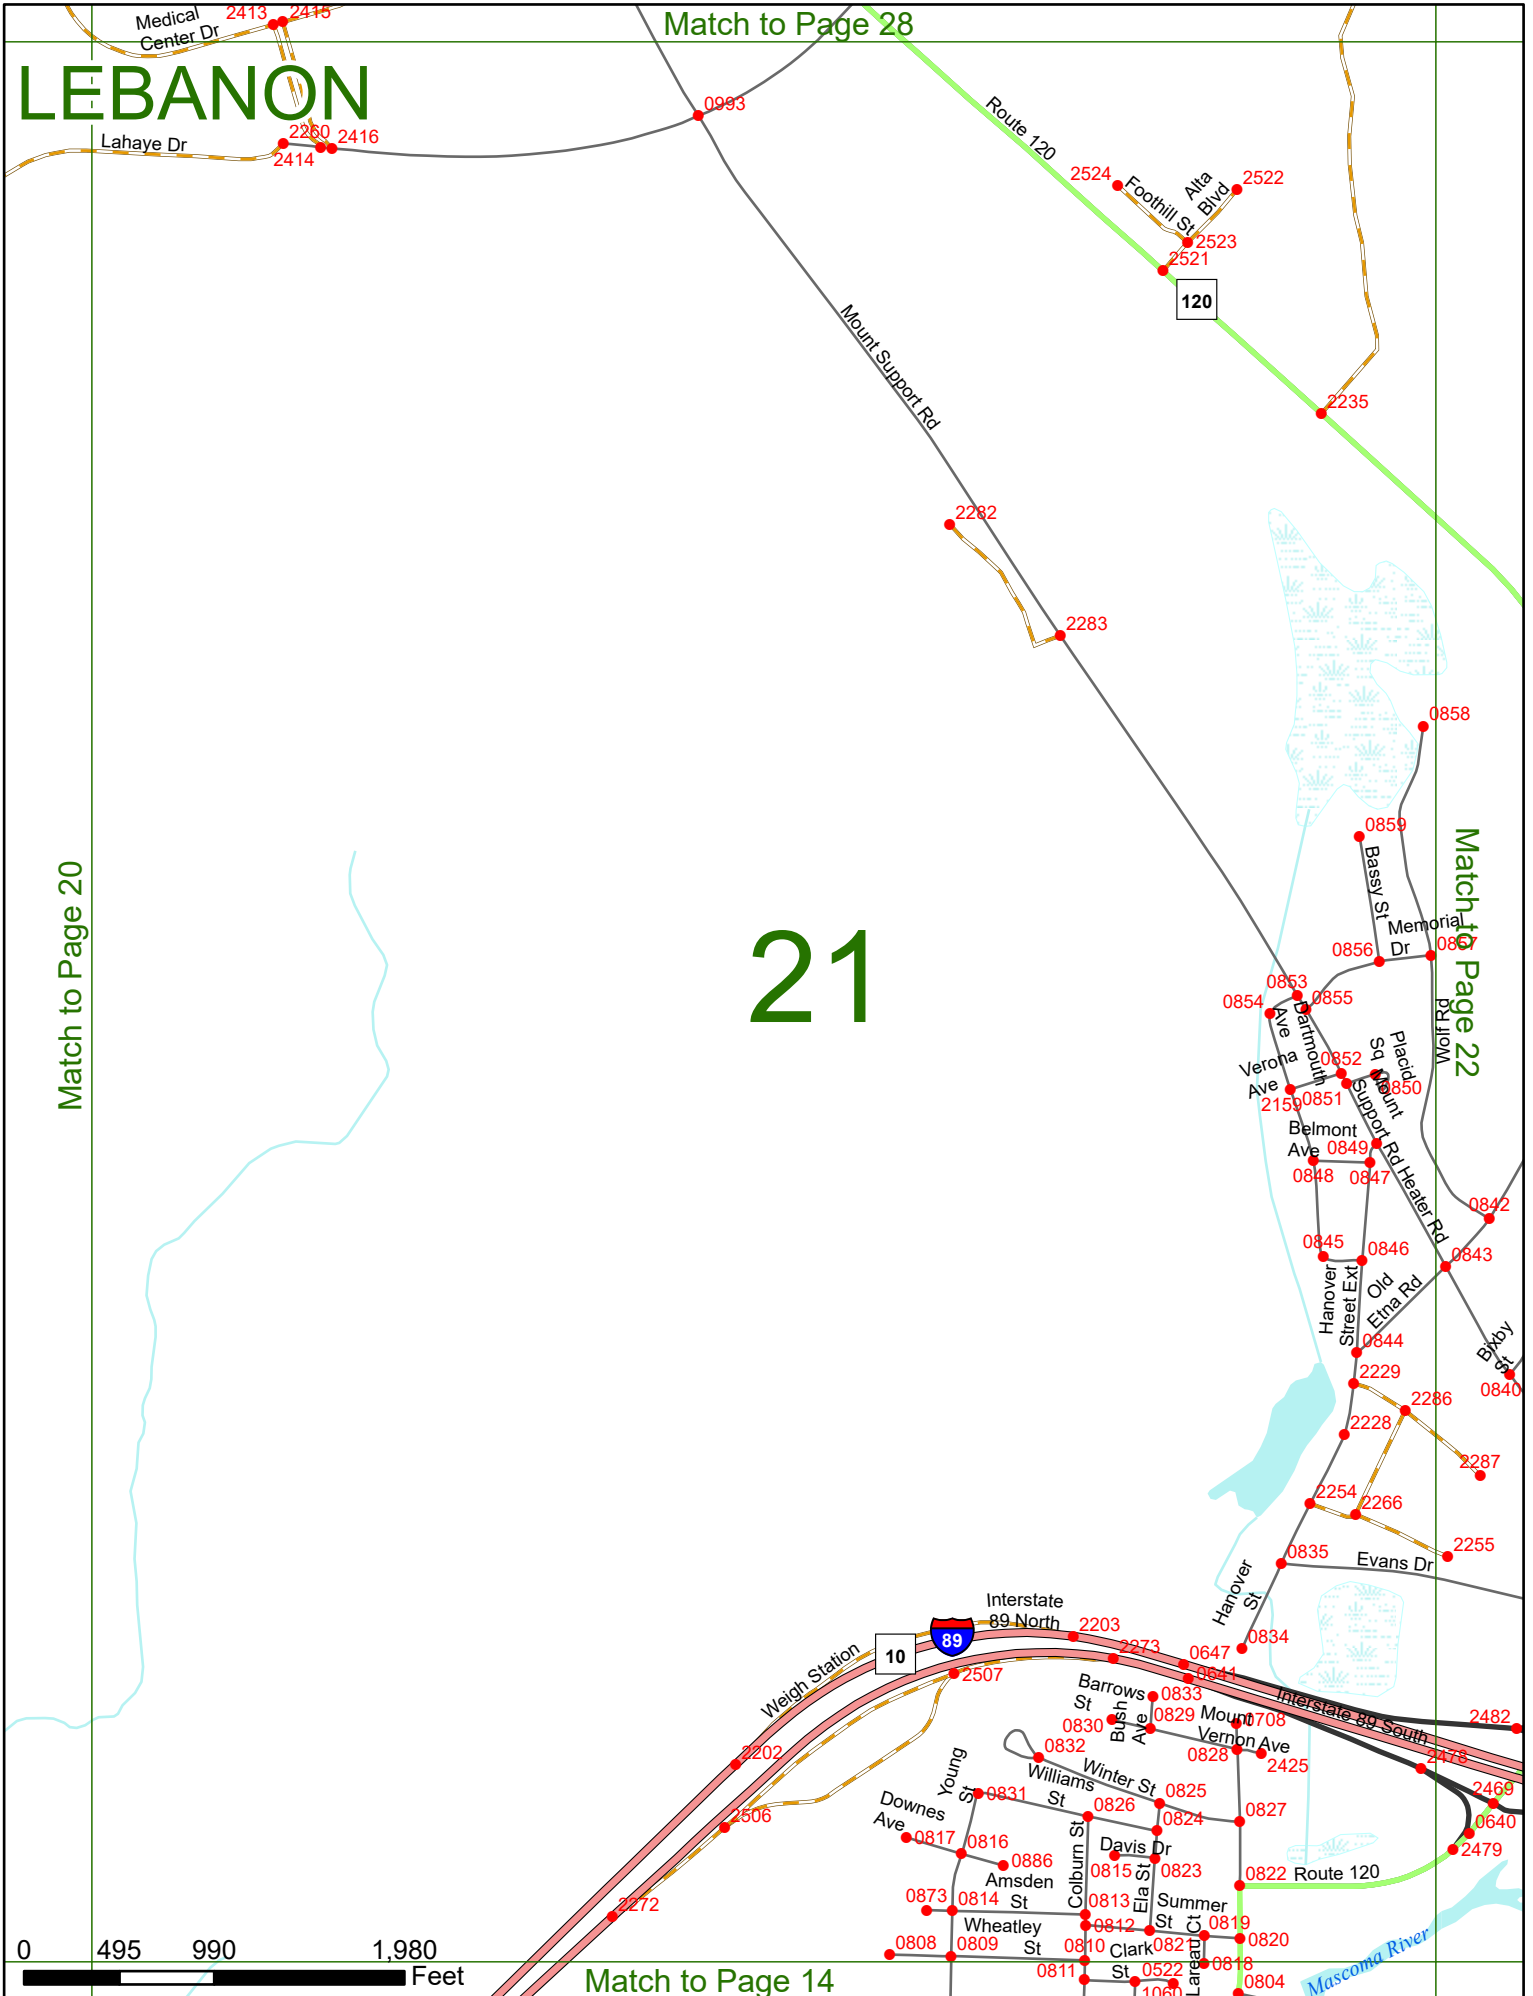 Match to Page 28
2413
2415
Medical
Center Dr
LEBANON
0993
2260
2416
2414
Lahaye Dr
Route 120
2524
Foothill St
Alta
Blvd
2522
2523
2521
120
Mount Support Rd
2235
2282
2283
0858
0859
Bassy St
Memorial
Dr
0856
0857
Match to Page 20
21
Match to Page 22
0853
0854
0855
Ave
Dartmouth
Wolf Rd
Placid
Sq
Verona
Ave
0852
0850
2159
0851
Mount
Support Rd
Belmont
Ave
0849
0848
0847
Heater Rd
0842
0845
0846
0843
Hanover
Street Ext
Old
Etna Rd
0844
Bixby
St
0840
2229
2286
2228
2287
2254
2266
2255
0835
Evans Dr
Hanover
St
0834
Interstate
89 North
2203
89
10
2273
0647
0641
Weigh Station
2507
Interstate 89 South
2482
Barrows
St
0833
Bush
Ave
0830
0829
Mount
Vernon Ave
0708
0828
2425
2478
2202
0832
Winter St
Young
St
Williams
St
0831
0825
2469
0826
0827
0640
Downes
Ave
2506
0824
0817
0816
Colburn St
Davis Dr
2479
0815
0823
0886
Ela St
0822
Route 120
Amsden
St
2272
0873
0814
0813
Summer
St
0812
0819
Wheatley
St
0821
0820
Lareau Ct
0808
0809
0810
Clark
St
0818
0811
0522
1060
0804
Mascoma River
0 495 990 1,980
Feet
Match to Page 14